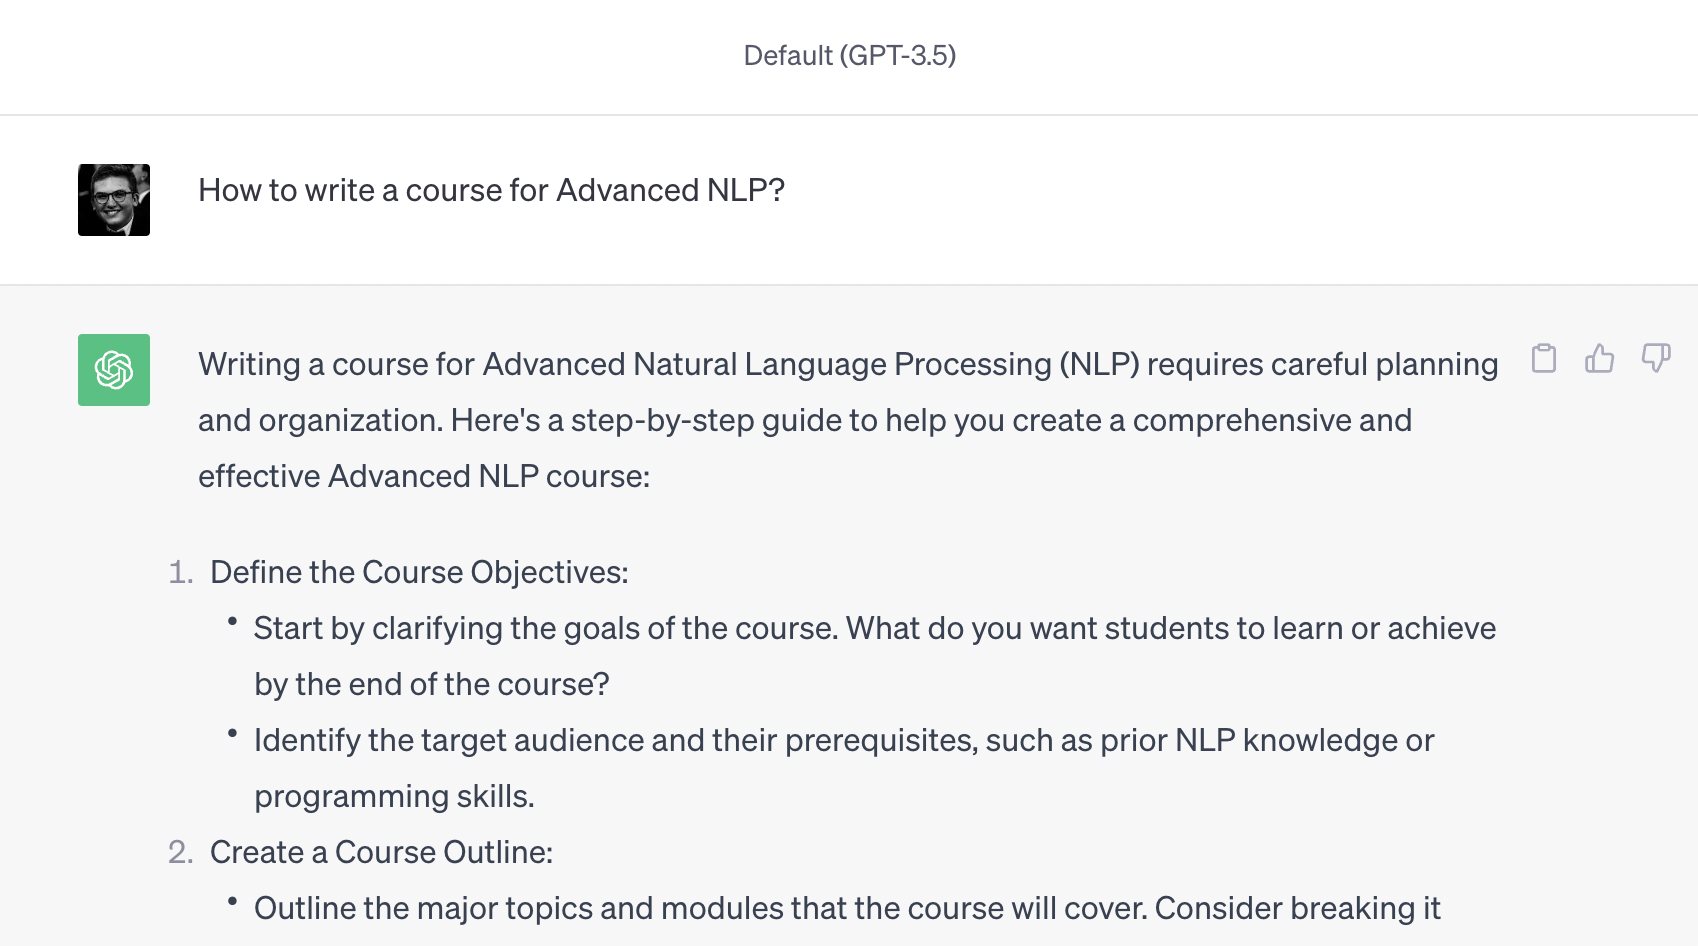 Default (GPT-3.5)
How to write a course for Advanced NLP?
Writing a course for Advanced Natural Language Processing (NLP) requires careful planning
and organization. Here's a step-by-step guide to help you create a comprehensive and
effective Advanced NLP course:
1. Define the Course Objectives:
• Start by clarifying the goals of the course. What do you want students to learn or achieve
by the end of the course?
• Identify the target audience and their prerequisites, such as prior NLP knowledge or
programming skills.
2. Create a Course Outline:
• Outline the major topics and modules that the course will cover. Consider breaking it